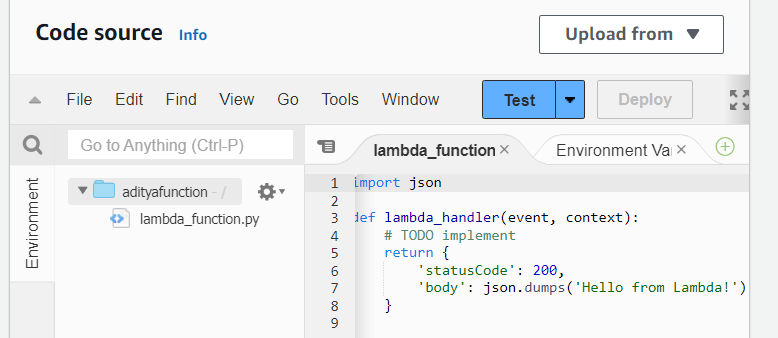 Code source Info Upload from
File Edit Find View Go Tools Window Test Deploy
Go to Anything (Ctrl-P) lambda_function × Environment Va × 
Environment
adityafunction - /
lambda_function.py
1 import json
2
3 def lambda_handler(event, context):
4 # TODO implement
5 return {
6 'statusCode': 200,
7 'body': json.dumps('Hello from Lambda!')
8 }
9